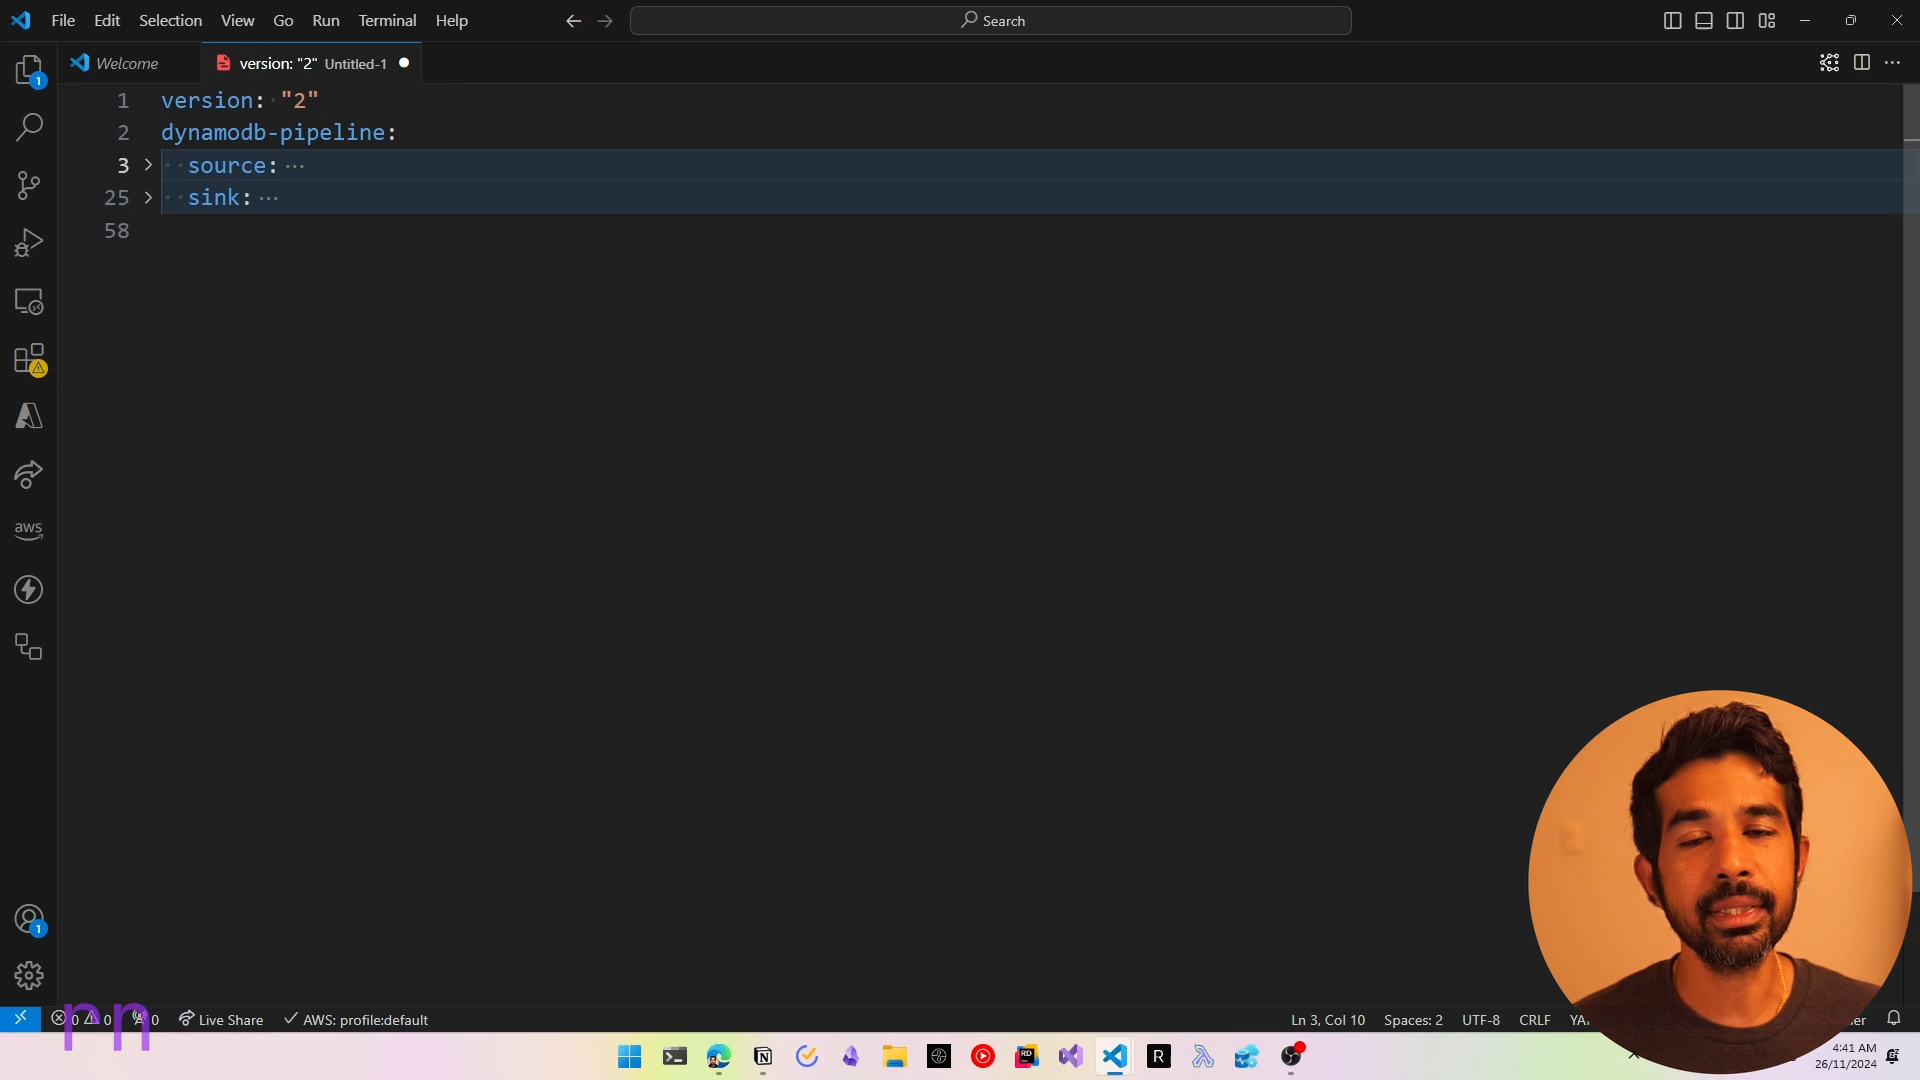 File Edit Selection View Go Run Terminal Help
Search
Welcome
version: "2" Untitled-1
1 version: "2"
2 dynamodb-pipeline:
3 source: ...
25 sink: ...
58
aws
0 0 0 Live Share AWS: profile:default
Ln 3, Col 10 Spaces: 2 UTF-8 CRLF
4:41 AM
26/11/2024
rn